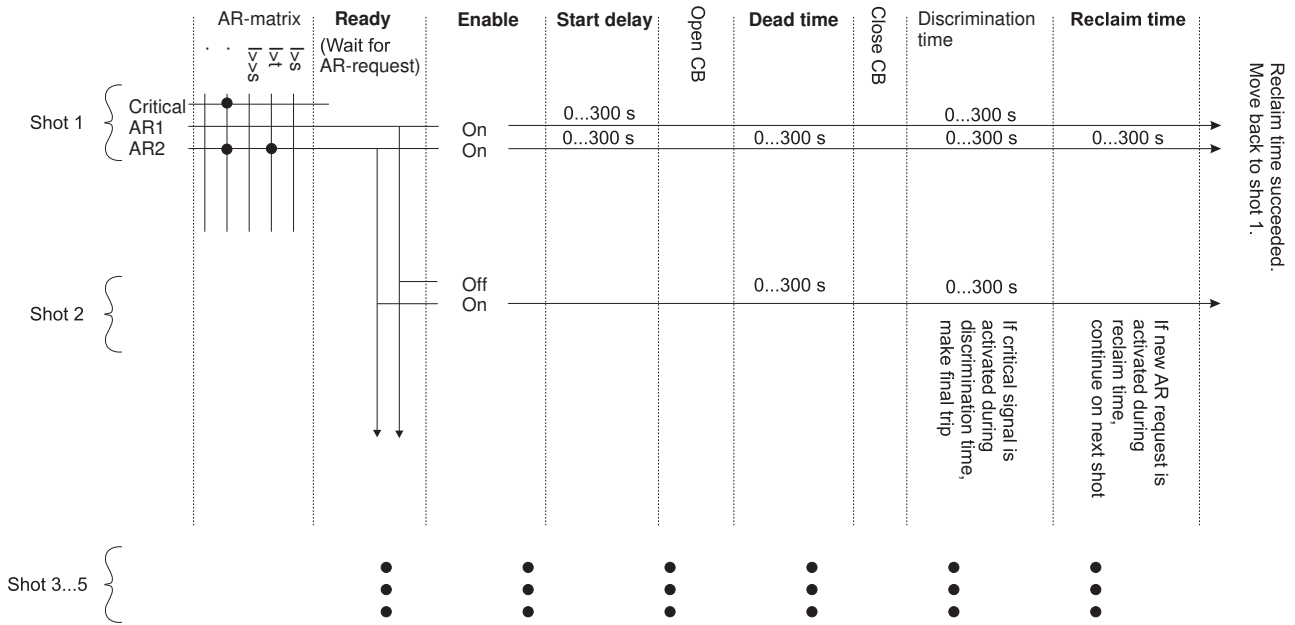 AR-matrix
Ready
(Wait for
AR-request)
Enable
Start delay
Open CB
Dead time
Close CB
Discrimination
time
Reclaim time
. .
I>>s
I>t
I>s
Shot 1
Critical
AR1
AR2
On
On
0...300 s
0...300 s
0...300 s
0...300 s
0...300 s
0...300 s
Reclaim time succeeded.
Move back to shot 1.
Shot 2
Off
On
0...300 s
0...300 s
If critical signal is
activated during
discrimination time,
make final trip
If new AR request is
activated during
reclaim time,
continue on next shot
Shot 3...5